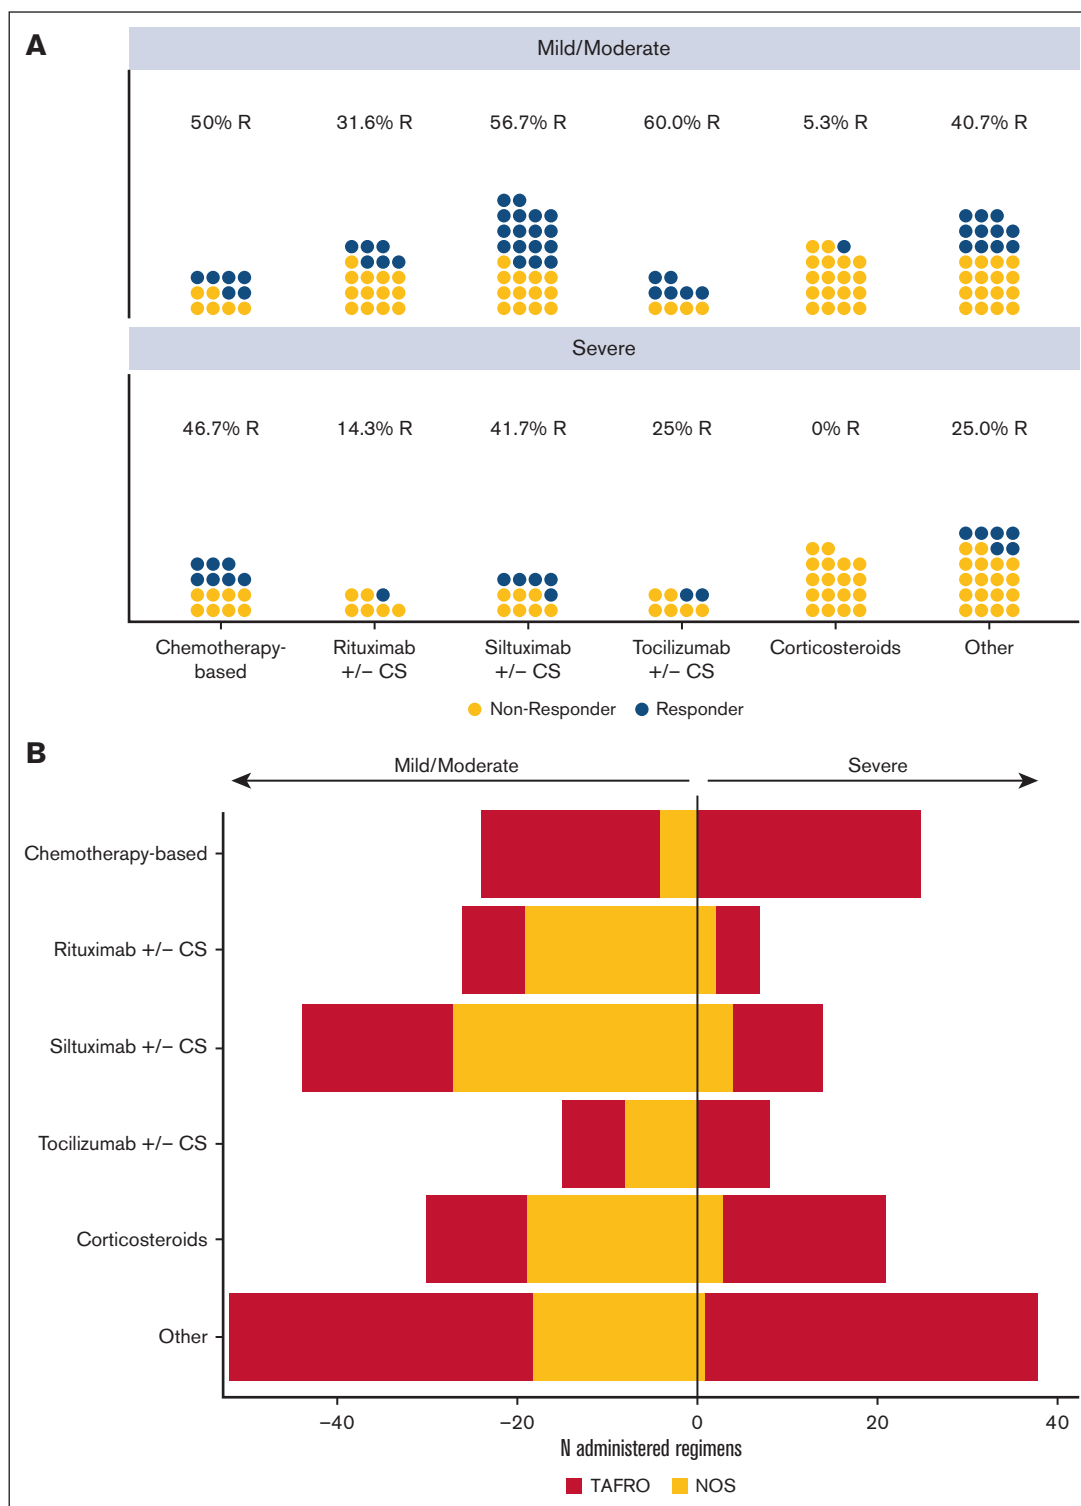 A
Mild/Moderate
50% R 31.6% R 56.7% R 60.0% R 5.3% R 40.7% R
Severe
46.7% R 14.3% R 41.7% R 25% R 0% R 25.0% R
Chemotherapy-based Rituximab +/– CS Siltuximab +/– CS Tocilizumab +/– CS Corticosteroids Other
Non-Responder Responder
B
Mild/Moderate Severe
Chemotherapy-based
Rituximab +/– CS
Siltuximab +/– CS
Tocilizumab +/– CS
Corticosteroids
Other
–40 –20 0 20 40
N administered regimens
TAFRO NOS